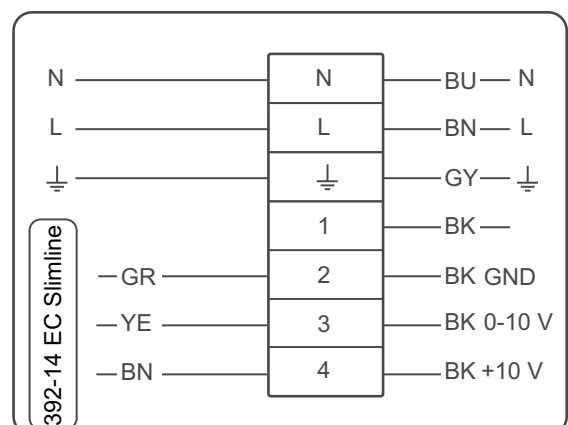 N N BU N
L L BN L
GY
1 BK
GR 2 BK GND
YE 3 BK 0-10 V
BN 4 BK +10 V
392-14 EC Slimline